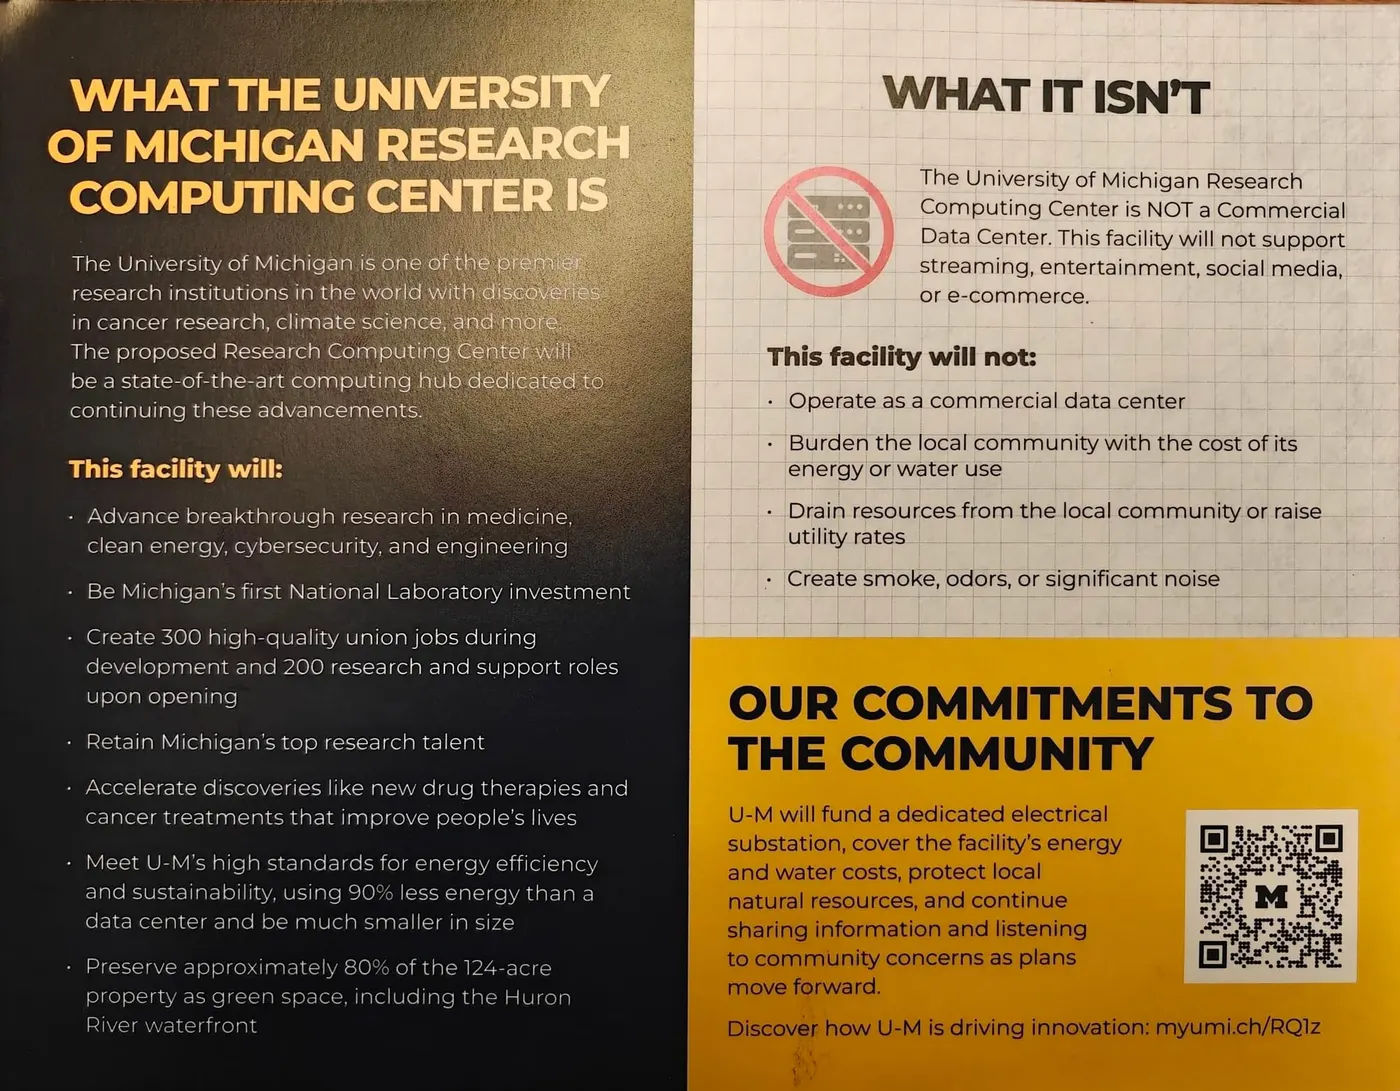 WHAT THE UNIVERSITY
OF MICHIGAN RESEARCH
COMPUTING CENTER IS
The University of Michigan is one of the premier
research institutions in the world with discoveries
in cancer research, climate science, and more.
The proposed Research Computing Center will
be a state-of-the-art computing hub dedicated to
continuing these advancements.
This facility will:
· Advance breakthrough research in medicine,
clean energy, cybersecurity, and engineering
· Be Michigan's first National Laboratory investment
· Create 300 high-quality union jobs during
development and 200 research and support roles
upon opening
· Retain Michigan's top research talent
· Accelerate discoveries like new drug therapies and
cancer treatments that improve people's lives
· Meet U-M's high standards for energy efficiency
and sustainability, using 90% less energy than a
data center and be much smaller in size
· Preserve approximately 80% of the 124-acre
property as green space, including the Huron
River waterfront
WHAT IT ISN'T
The University of Michigan Research
Computing Center is NOT a Commercial
Data Center. This facility will not support
streaming, entertainment, social media,
or e-commerce.
This facility will not:
· Operate as a commercial data center
· Burden the local community with the cost of its
energy or water use
· Drain resources from the local community or raise
utility rates
· Create smoke, odors, or significant noise
OUR COMMITMENTS TO
THE COMMUNITY
U-M will fund a dedicated electrical
substation, cover the facility's energy
and water costs, protect local
natural resources, and continue
sharing information and listening
to community concerns as plans
move forward.
M
Discover how U-M is driving innovation: myumi.ch/RQ1z